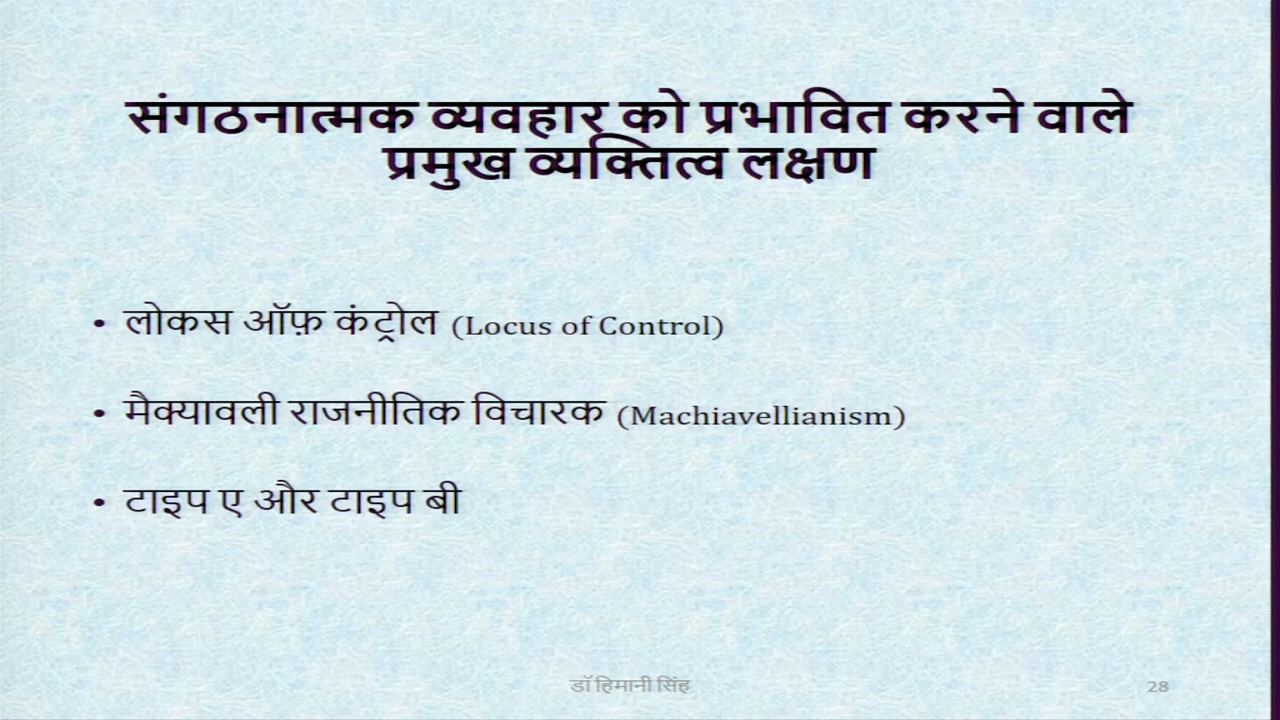 संगठनात्मक व्यवहार को प्रभावित करने वाले
प्रमुख व्यक्तित्व लक्षण
• लोकस ऑफ़ कंट्रोल (Locus of Control)
• मैक्यावली राजनीतिक विचारक (Machiavellianism)
• टाइप ए और टाइप बी
डॉ हिमानी सिंह
28